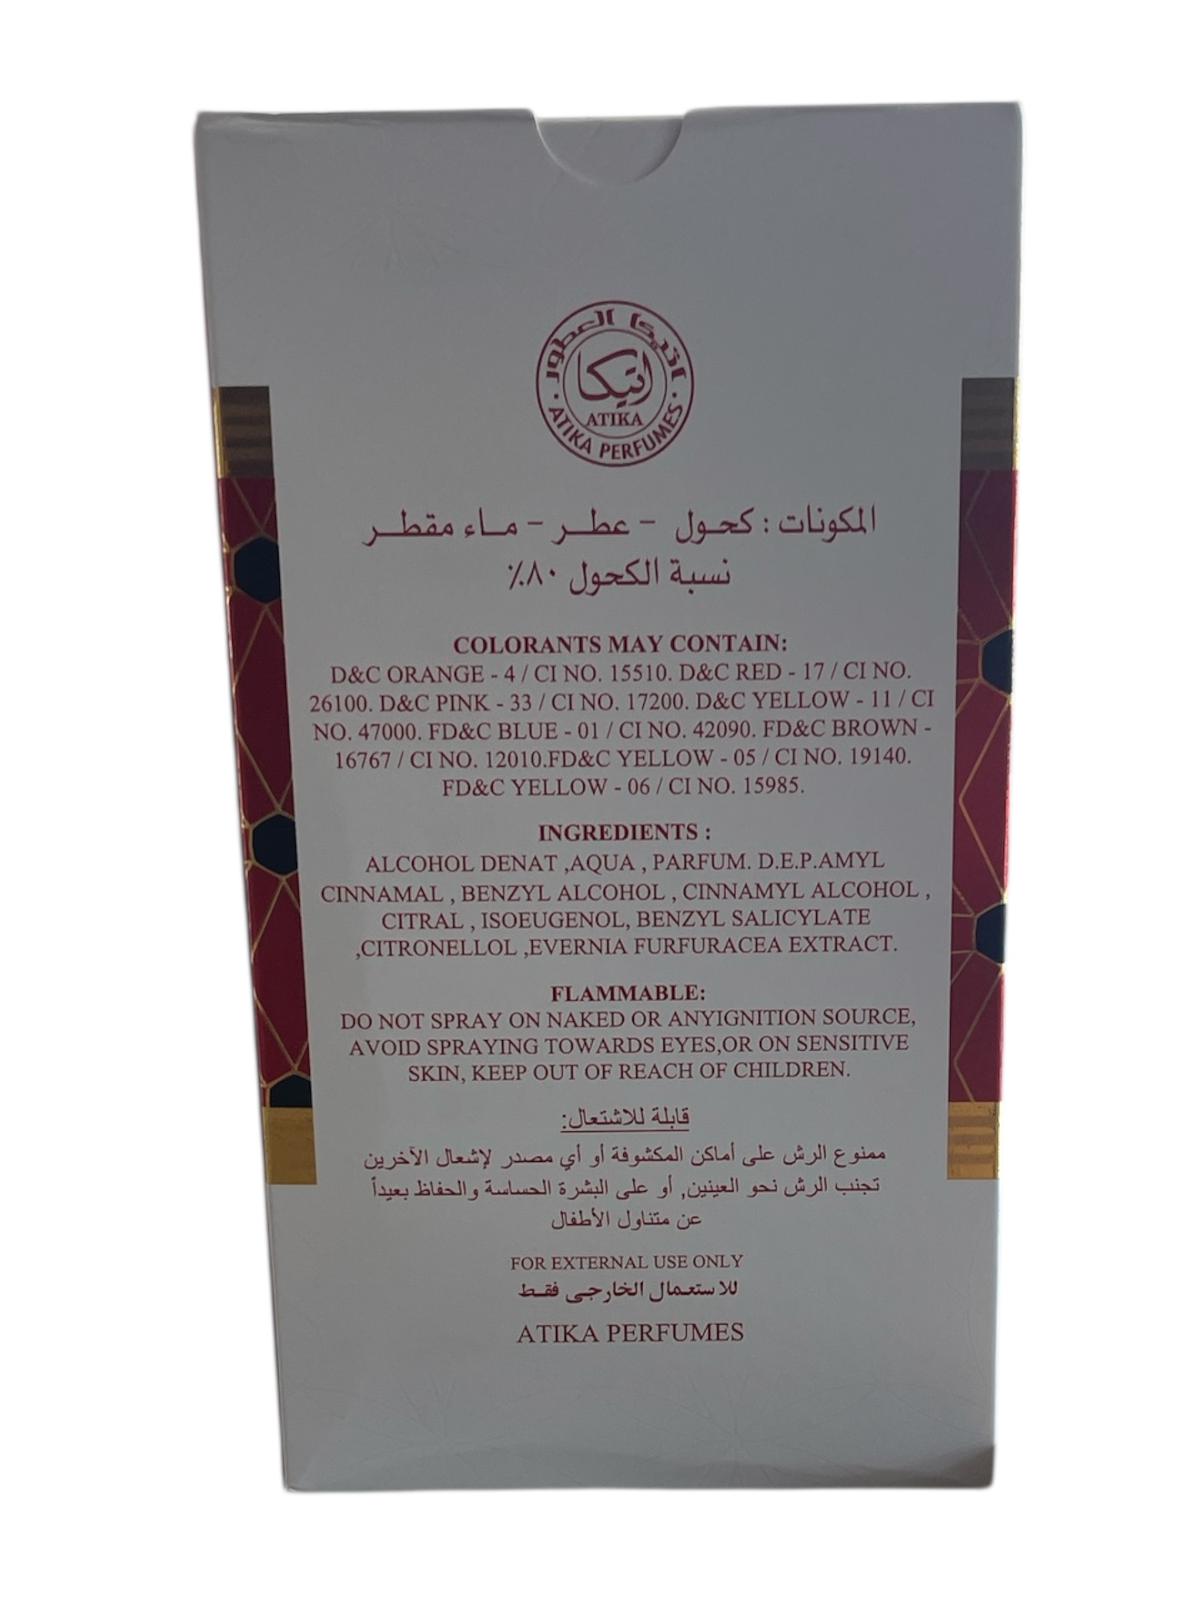 اتيكا العطور
اتيكا
ATIKA
· ATIKA PERFUMES ·
المكونات : كحول - عطر - ماء مقطر
نسبة الكحول ٨٠٪
COLORANTS MAY CONTAIN:
D&C ORANGE - 4 / CI NO. 15510. D&C RED - 17 / CI NO.
26100. D&C PINK - 33 / CI NO. 17200. D&C YELLOW - 11 / CI
NO. 47000. FD&C BLUE - 01 / CI NO. 42090. FD&C BROWN -
16767 / CI NO. 12010.FD&C YELLOW - 05 / CI NO. 19140.
FD&C YELLOW - 06 / CI NO. 15985.
INGREDIENTS :
ALCOHOL DENAT ,AQUA , PARFUM. D.E.P.AMYL
CINNAMAL , BENZYL ALCOHOL , CINNAMYL ALCOHOL ,
CITRAL , ISOEUGENOL, BENZYL SALICYLATE
,CITRONELLOL ,EVERNIA FURFURACEA EXTRACT.
FLAMMABLE:
DO NOT SPRAY ON NAKED OR ANYIGNITION SOURCE,
AVOID SPRAYING TOWARDS EYES,OR ON SENSITIVE
SKIN, KEEP OUT OF REACH OF CHILDREN.
قابلة للاشتعال:
ممنوع الرش على أماكن المكشوفة أو أي مصدر لإشعال الآخرين
تجنب الرش نحو العينين, أو على البشرة الحساسة والحفاظ بعيداً
عن متناول الأطفال
FOR EXTERNAL USE ONLY
للاستعمال الخارجي فقط
ATIKA PERFUMES